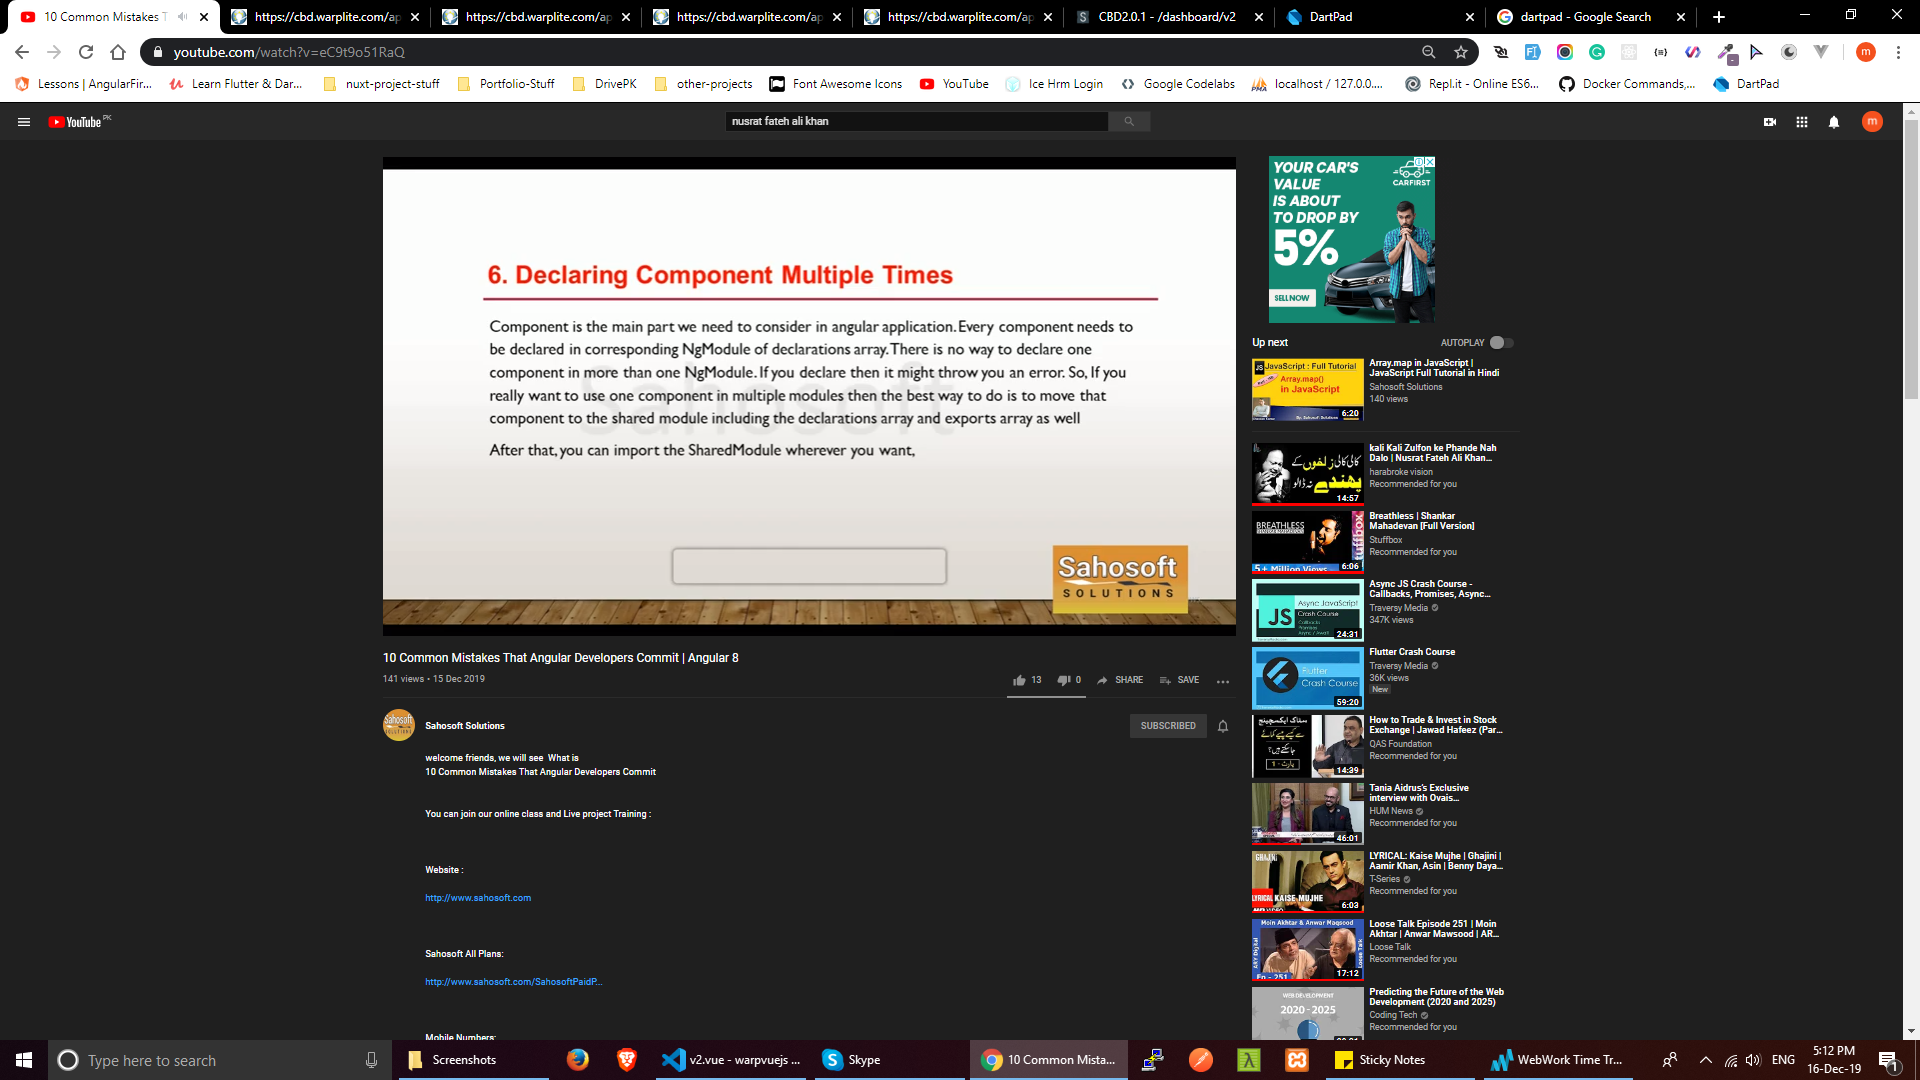 10 Common Mistakes T
https://cbd.warplite.com/ap
https://cbd.warplite.com/ap
https://cbd.warplite.com/ap
https://cbd.warplite.com/ap
CBD2.0.1 - /dashboard/v2
DartPad
dartpad - Google Search
youtube.com/watch?v=eC9t9o51RaQ
Lessons | AngularFir...
Learn Flutter & Dar...
nuxt-project-stuff
Portfolio-Stuff
DrivePK
other-projects
Font Awesome Icons
YouTube
Ice Hrm Login
Google Codelabs
localhost / 127.0.0....
Repl.it - Online ES6...
Docker Commands,...
DartPad
YouTube PK
nusrat fateh ali khan
m
6. Declaring Component Multiple Times
Component is the main part we need to consider in angular application. Every component needs to
be declared in corresponding NgModule of declarations array. There is no way to declare one
component in more than one NgModule. If you declare then it might throw you an error. So, If you
really want to use one component in multiple modules then the best way to do is to move that
component to the shared module including the declarations array and exports array as well
After that, you can import the SharedModule wherever you want,
Sahosoft
Sahosoft
SOLUTIONS
10 Common Mistakes That Angular Developers Commit | Angular 8
141 views • 15 Dec 2019
13
0
SHARE
SAVE
Sahosoft Solutions
SUBSCRIBED
welcome friends, we will see What is
10 Common Mistakes That Angular Developers Commit
You can join our online class and Live project Training :
Website :
http://www.sahosoft.com
Sahosoft All Plans:
http://www.sahosoft.com/SahosoftPaidP...
Mobile Numbers:
YOUR CAR'S
VALUE
IS ABOUT
TO DROP BY
5%
SELL NOW
CARFIRST
Up next
AUTOPLAY
JavaScript : Full Tutorial
Array.map()
in JavaScript
6:20
Array.map in JavaScript |
JavaScript Full Tutorial in Hindi
Sahosoft Solutions
140 views
کالی کالی زلفوں کے
پھندے نہ ڈالو
14:57
kali Kali Zulfon ke Phande Nah
Dalo | Nusrat Fateh Ali Khan...
harabroke vision
Recommended for you
BREATHLESS
5+ Million Views
6:06
Breathless | Shankar
Mahadevan [Full Version]
Stuffbox
Recommended for you
JS
Async JavaScript
Crash Course
24:31
Async JS Crash Course -
Callbacks, Promises, Async...
Traversy Media
347K views
Flutter
Crash Course
59:20
Flutter Crash Course
Traversy Media
36K views
New
14:39
How to Trade & Invest in Stock
Exchange | Jawad Hafeez (Par...
QAS Foundation
Recommended for you
46:01
Tania Aidrus's Exclusive
interview with Ovais...
HUM News
Recommended for you
GHAJINI
LYRICAL KAISE MUJHE
6:03
LYRICAL: Kaise Mujhe | Ghajini |
Aamir Khan, Asin | Benny Daya...
T-Series
Recommended for you
Moin Akhtar & Anwar Maqsood
ARY Digital
Loose Talk
Ep - 251
17:12
Loose Talk Episode 251 | Moin
Akhtar | Anwar Mawsood | AR...
Loose Talk
Recommended for you
WEB DEVELOPMENT
2020 - 2025
Predicting the Future of the Web
Development (2020 and 2025)
Coding Tech
Recommended for you
Type here to search
Screenshots
v2.vue - warpvuejs ...
Skype
10 Common Mista...
Sticky Notes
WebWork Time Tr...
ENG
5:12 PM
16-Dec-19
1